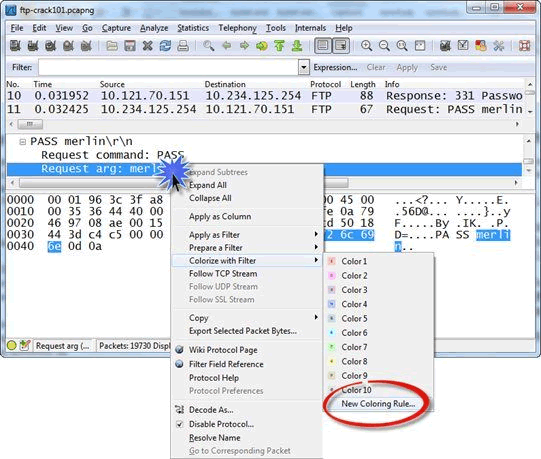 ftp-crack101.pcapng
File Edit View Go Capture Analyze Statistics Telephony Tools Internals Help
Filter: Expression... Clear Apply Save
No. Time Source Destination Protocol Length Info
10 0.031952 10.121.70.151 10.234.125.254 FTP 88 Response: 331 Passwo
11 0.032425 10.234.125.254 10.121.70.151 FTP 67 Request: PASS merlin
PASS merlin\r\n
Request command: PASS
Request arg: merl
0000 00 01 96 3c 3f a8 00 45 00 ...<?... Y.....E.
0010 00 35 36 44 40 00 fe 0a 79 .56D@... ....}..y
0020 46 97 08 ae 00 15 cd 50 18 F.....By .IK..P.
0030 44 3d c4 c5 00 00 2 6c 69 D=....PA SS merli
0040 6e 0d 0a n..
Expand Subtrees
Expand All
Collapse All
Apply as Column
Apply as Filter
Prepare a Filter
Colorize with Filter
Follow TCP Stream
Follow UDP Stream
Follow SSL Stream
Copy
Export Selected Packet Bytes...
Wiki Protocol Page
Filter Field Reference
Protocol Help
Protocol Preferences
Decode As...
Disable Protocol...
Resolve Name
Go to Corresponding Packet
Color 1
Color 2
Color 3
Color 4
Color 5
Color 6
Color 7
Color 8
Color 9
Color 10
New Coloring Rule...
Request arg (... Packets: 19730 Displ